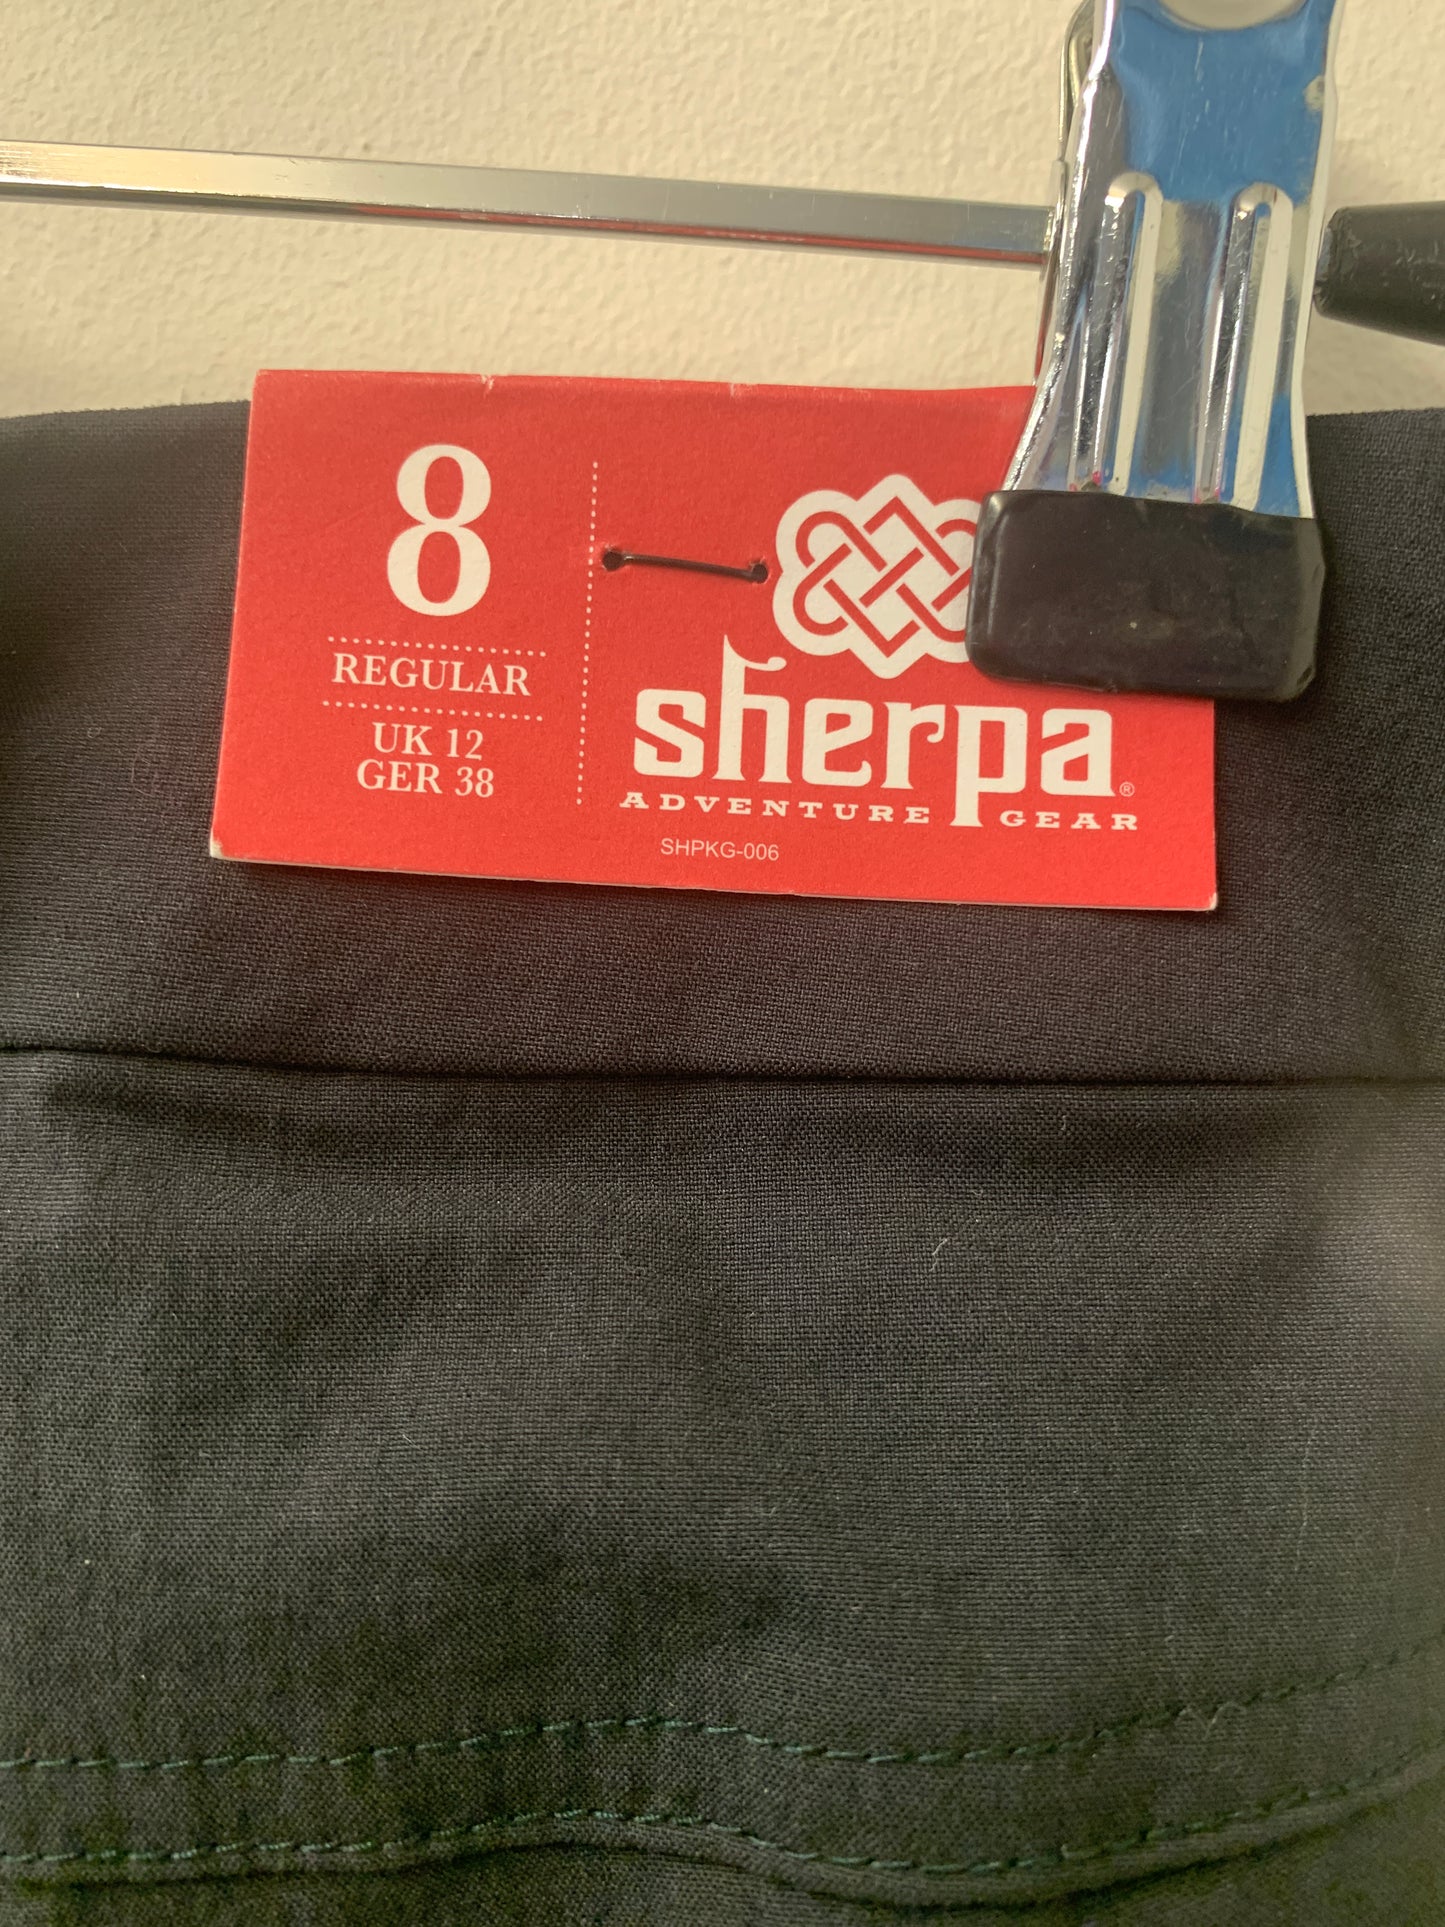 8
REGULAR
UK 12
GER 38
sherpa®
ADVENTURE GEAR
SHPKG-006